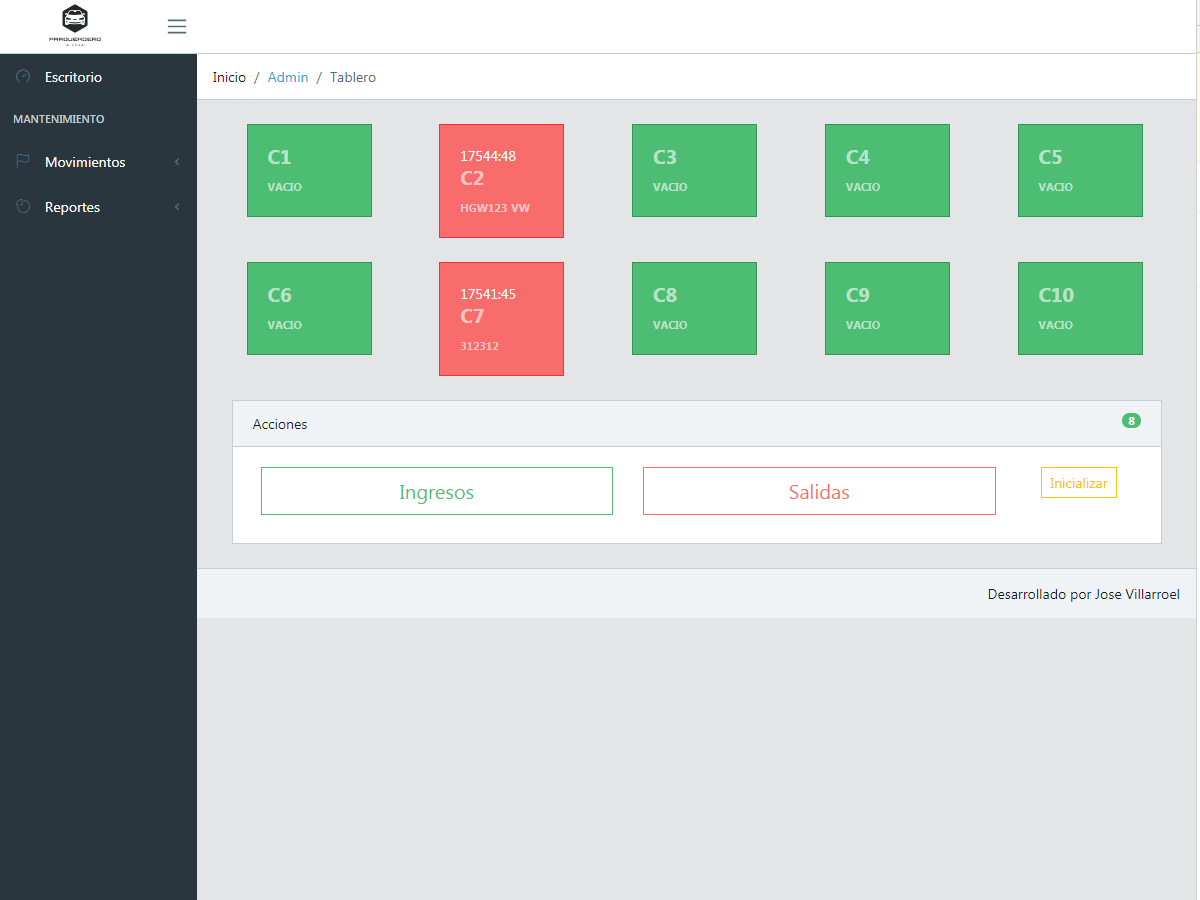 PARQUEADERO
Escritorio
MANTENIMIENTO
Movimientos
Reportes
Inicio / Admin / Tablero
C1
VACIO
17544:48
C2
HGW123 VW
C3
VACIO
C4
VACIO
C5
VACIO
C6
VACIO
17541:45
C7
312312
C8
VACIO
C9
VACIO
C10
VACIO
Acciones
8
Ingresos
Salidas
Inicializar
Desarrollado por Jose Villarroel